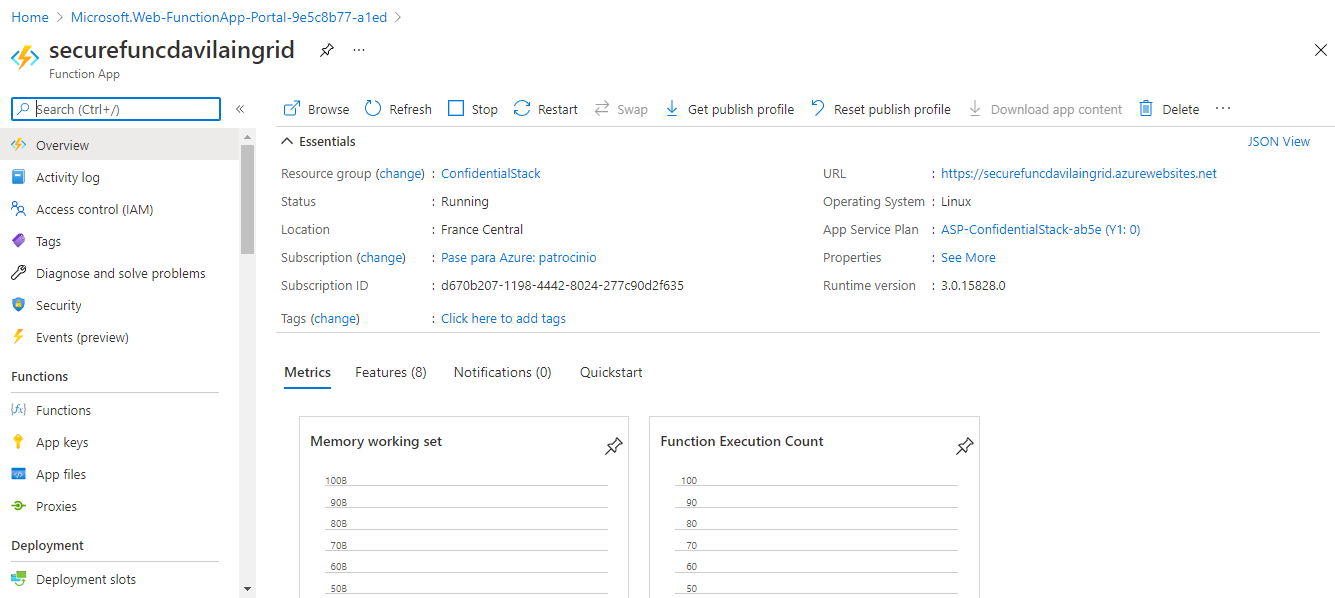 Home > Microsoft.Web-FunctionApp-Portal-9e5c8b77-a1ed >
securefuncdavilaingrid
Function App
Search (Ctrl+/)
«
Browse Refresh Stop Restart Swap Get publish profile Reset publish profile Download app content Delete ...
Overview
Activity log
Access control (IAM)
Tags
Diagnose and solve problems
Security
Events (preview)
Functions
Functions
App keys
App files
Proxies
Deployment
Deployment slots
Essentials
JSON View
Resource group (change) : ConfidentialStack
Status : Running
Location : France Central
Subscription (change) : Pase para Azure: patrocinio
Subscription ID : d670b207-1198-4442-8024-277c90d2f635
Tags (change) : Click here to add tags
URL : https://securefuncdavilaingrid.azurewebsites.net
Operating System : Linux
App Service Plan : ASP-ConfidentialStack-ab5e (Y1: 0)
Properties : See More
Runtime version : 3.0.15828.0
Metrics Features (8) Notifications (0) Quickstart
Memory working set
100B
90B
80B
70B
60B
50B
Function Execution Count
100
90
80
70
60
50